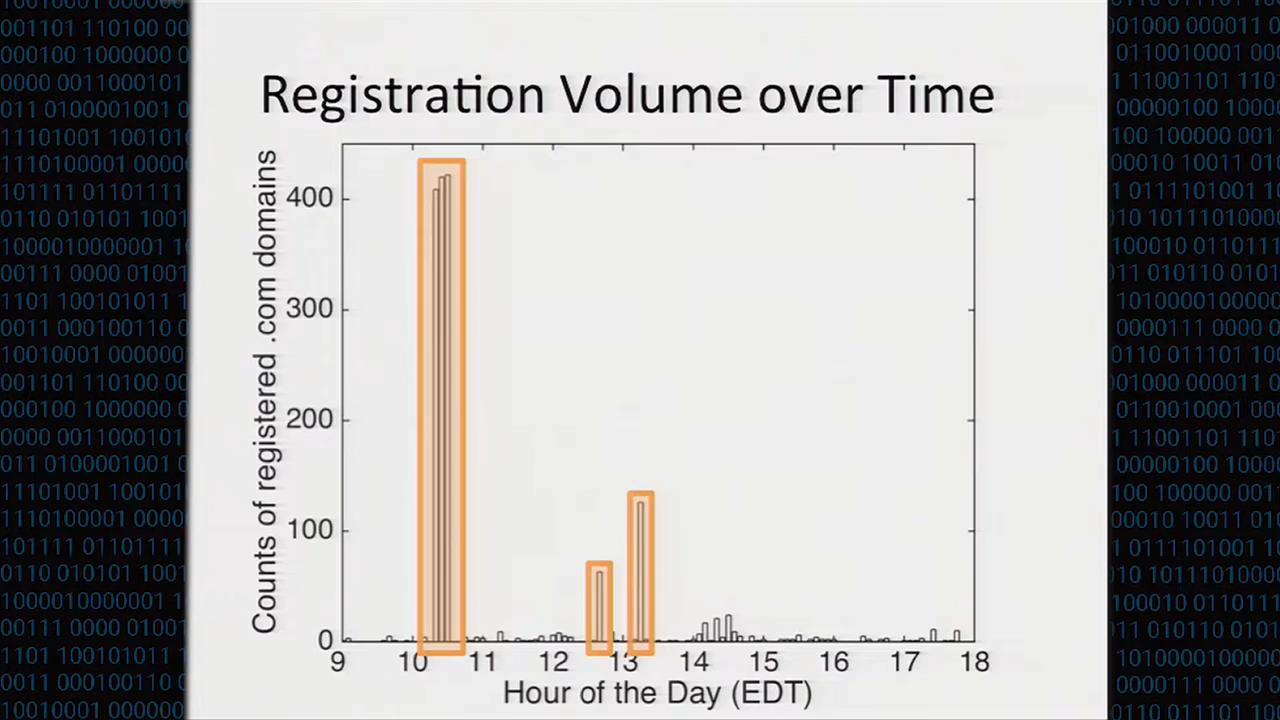 Registration Volume over Time
Counts of registered .com domains
400
300
200
100
0
9 10 11 12 13 14 15 16 17 18
Hour of the Day (EDT)